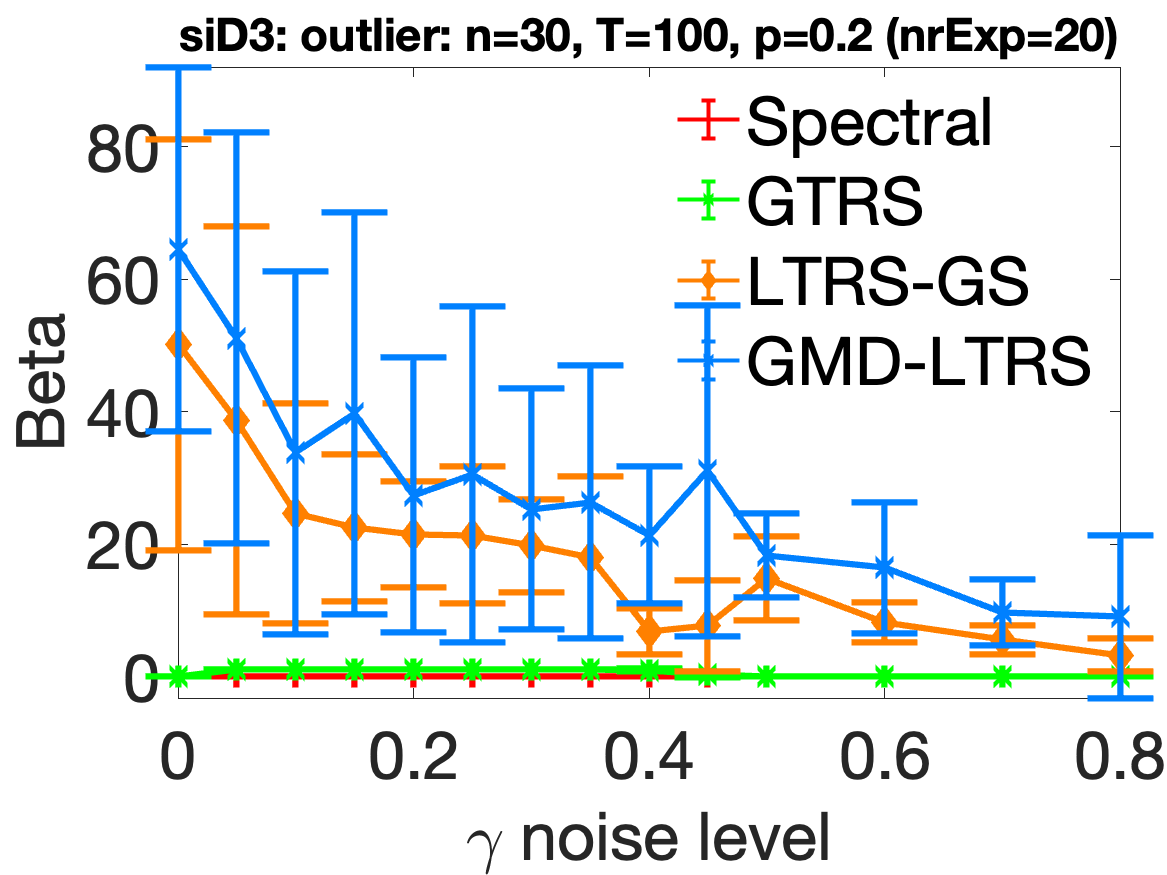 siD3: outlier: n=30, T=100, p=0.2 (nrExp=20)
Spectral
GTRS
LTRS-GS
GMD-LTRS
Beta
80
60
40
20
0
0 0.2 0.4 0.6 0.8
γ noise level